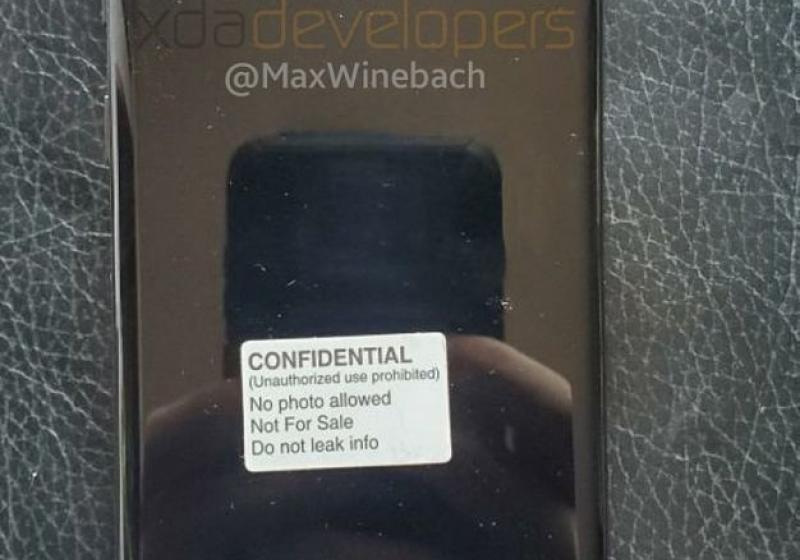 xdadevelopers
@MaxWinebach
CONFIDENTIAL
(Unauthorized use prohibited)
No photo allowed
Not For Sale
Do not leak info